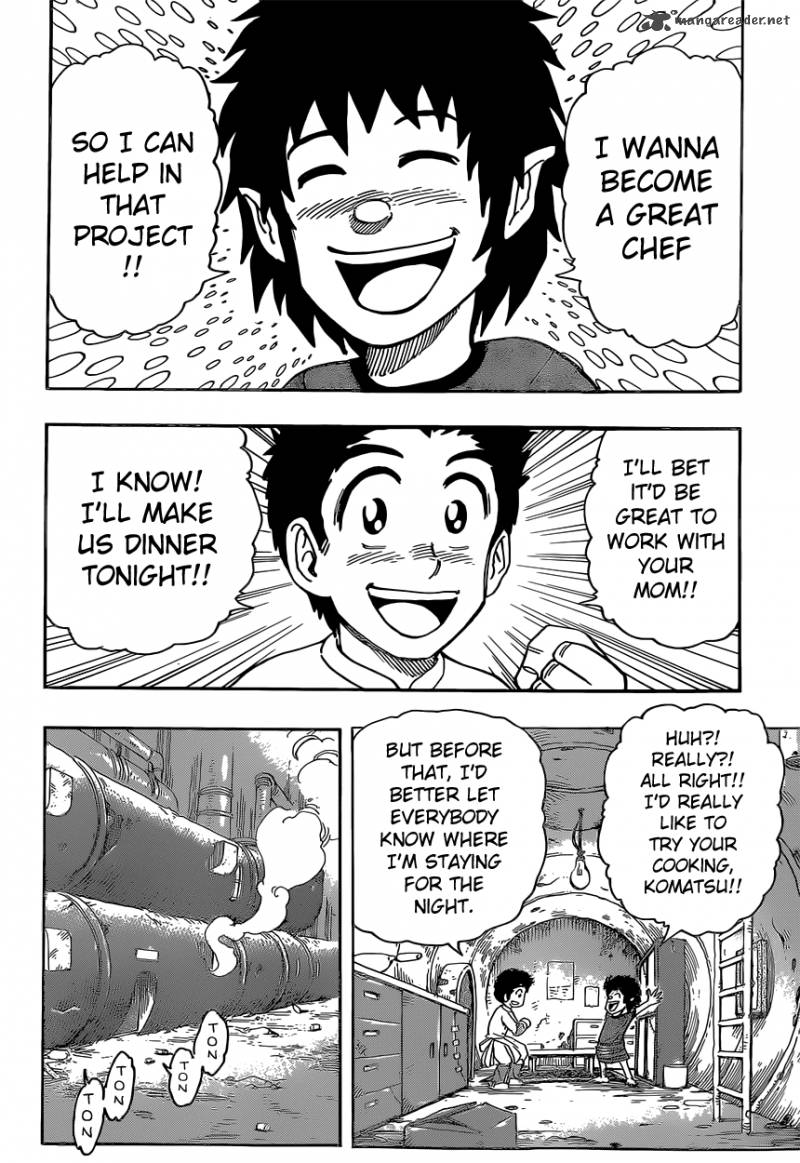 mangareader.net
I WANNA
BECOME
A GREAT
CHEF
SO I CAN
HELP IN
THAT
PROJECT
!!
I'LL BET
IT'D BE
GREAT TO
WORK WITH
YOUR
MOM!!
I KNOW!
I'LL MAKE
US DINNER
TONIGHT!!
HUH?!
REALLY?!
ALL RIGHT!!
I'D REALLY
LIKE TO
TRY YOUR
COOKING,
KOMATSU!!
BUT BEFORE
THAT, I'D
BETTER LET
EVERYBODY
KNOW WHERE
I'M STAYING
FOR THE
NIGHT.
TON
TON
TON
TON